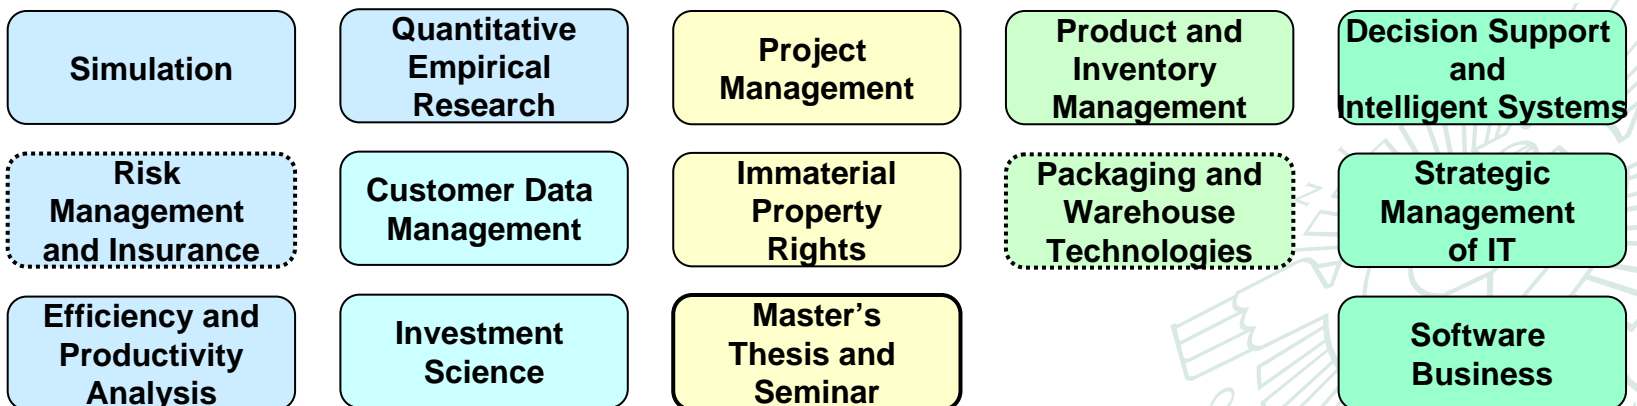 Simulation
Quantitative
Empirical
Research
Project
Management
Product and
Inventory
Management
Decision Support
and
Intelligent Systems
Risk
Management
and Insurance
Customer Data
Management
Immaterial
Property
Rights
Packaging and
Warehouse
Technologies
Strategic
Management
of IT
Efficiency and
Productivity
Analysis
Investment
Science
Master’s
Thesis and
Seminar
Software
Business